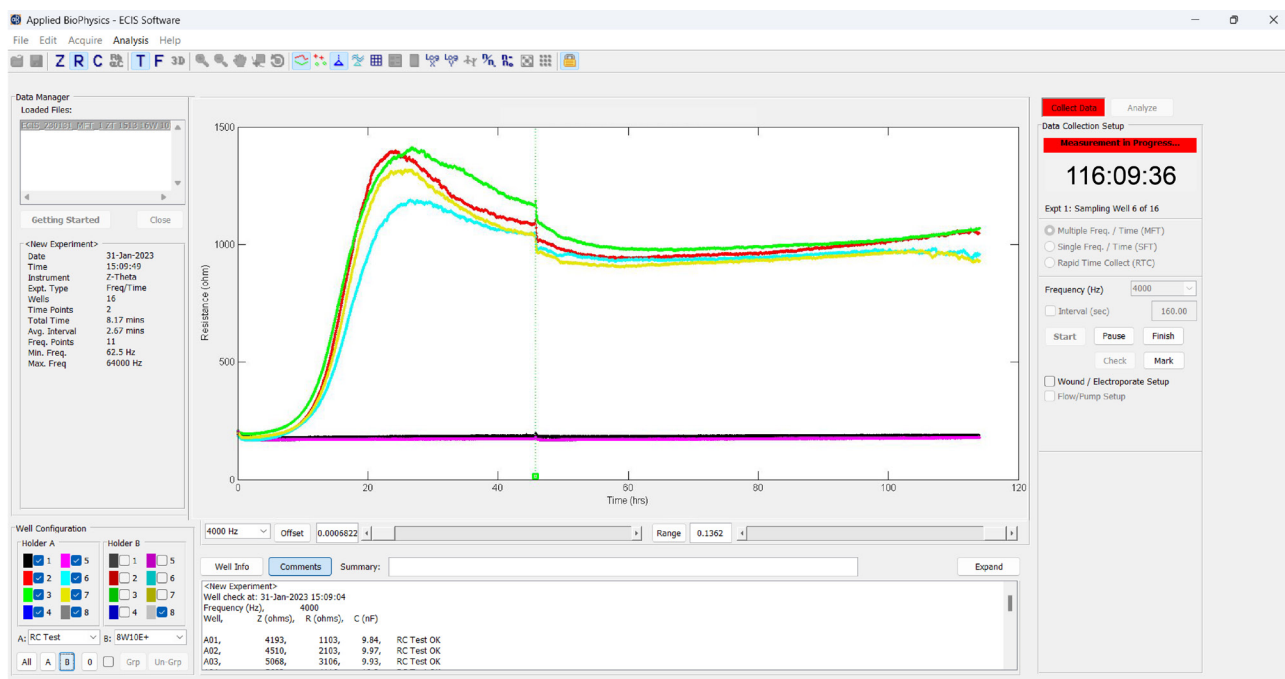 Applied BioPhysics - ECIS Software
File Edit Acquire Analysis Help
Z R C T F 3D
Data Manager
Loaded Files:
Getting Started Close
<New Experiment>
Date 31-Jan-2023
Time 15:09:49
Instrument Z-Theta
Expt. Type Freq/Time
Wells 16
Time Points 2
Total Time 8.17 mins
Avg. Interval 2.67 mins
Freq. Points 11
Min. Freq. 62.5 Hz
Max. Freq 64000 Hz
Well Configuration
Holder A Holder B
1 5 1 5
2 6 2 6
3 7 3 7
4 8 4 8
A: RC Test B: 8W10E+
All A B 0 Grp Un-Grp
1500
1000
500
0
Resistance (ohm)
0 20 40 60 80 100 120
Time (hrs)
4000 Hz Offset 0.0006822 Range 0.1362
Well Info Comments Summary: Expand
<New Experiment>
Well check at: 31-Jan-2023 15:09:04
Frequency (Hz), 4000
Well, Z (ohms), R (ohms), C (nF)
A01, 4193, 1103, 9.84, RC Test OK
A02, 4510, 2103, 9.97, RC Test OK
A03, 5068, 3106, 9.93, RC Test OK
Collect Data Analyze
Data Collection Setup
Measurement in Progress...
116:09:36
Expt 1: Sampling Well 6 of 16
Multiple Freq. / Time (MFT)
Single Freq. / Time (SFT)
Rapid Time Collect (RTC)
Frequency (Hz) 4000
Interval (sec) 160.00
Start Pause Finish
Check Mark
Wound / Electroporate Setup
Flow/Pump Setup